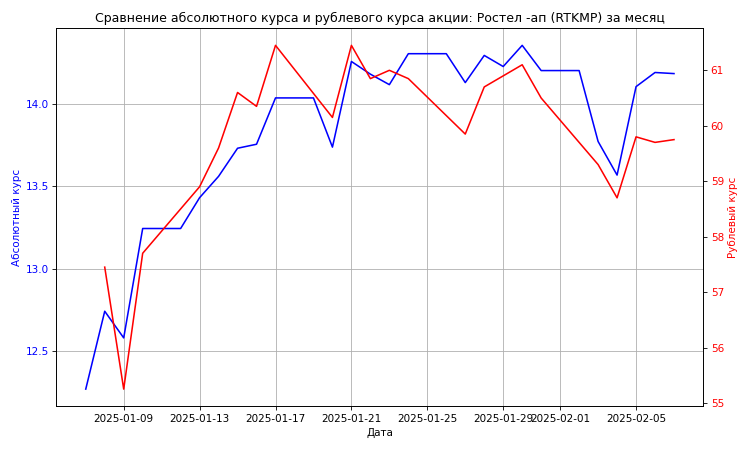 Сравнение абсолютного курса и рублевого курса акции: Ростел -ап (RTKMP) за месяц
Абсолютный курс
14.0
13.5
13.0
12.5
61
60
59
58
57
56
55
Рублевый курс
2025-01-09 2025-01-13 2025-01-17 2025-01-21 2025-01-25 2025-01-29 2025-02-01 2025-02-05
Дата